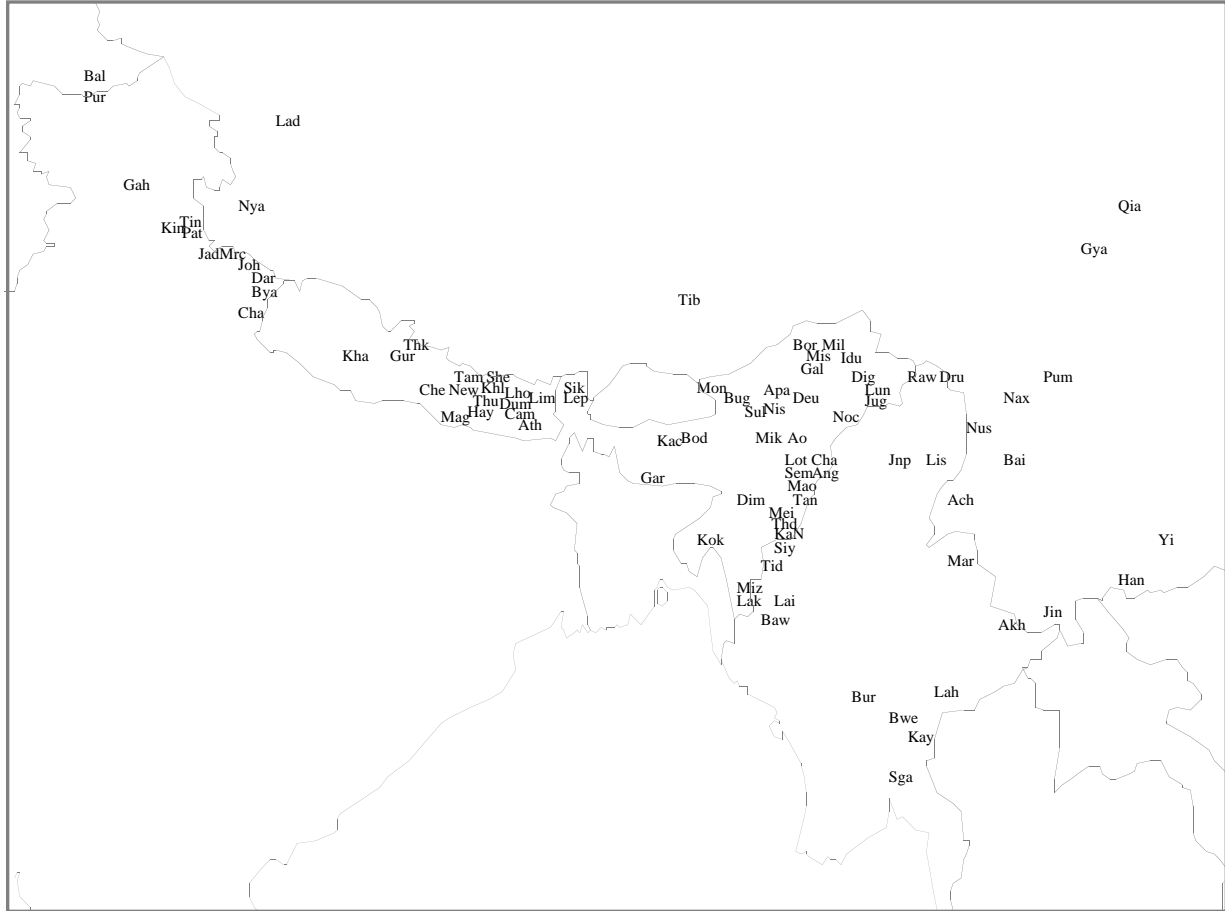 Bal
Pur
Lad
Gah
Nya
Qia
Tin
Kin
Pat
Gya
Jad Mrc
Joh
Dar
Bya
Tib
Cha
Thk
Bor Mil
Kha
Gur
Mis
Idu
Gal
Tam She
Dig
Raw Dru
Pum
Che New Khl
Sik
Mon
Apa
Lun
Lho
Lim
Lep
Bug
Deu
Nax
Thu
Dum
Jug
Hay
Cam
Sul Nis
Mag
Noc
Ath
Nus
Kac Bod
Mik Ao
Lot Cha
Jnp
Lis
Bai
Sem Ang
Gar
Mao
Dim
Tan
Ach
Mei
Thd
KaN
Kok
Yi
Siy
Mar
Tid
Han
Miz
Lak
Lai
Jin
Baw
Akh
Bur
Lah
Bwe
Kay
Sga